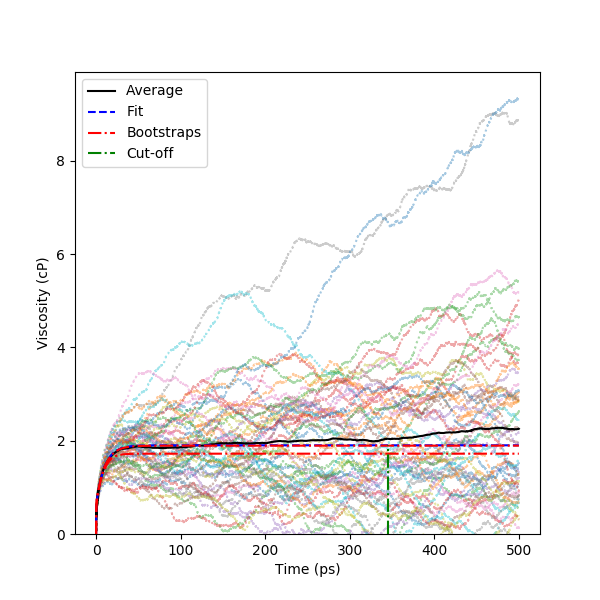 Average
Fit
Bootstraps
Cut-off
Viscosity (cP)
8
6
4
2
0
0 100 200 300 400 500
Time (ps)